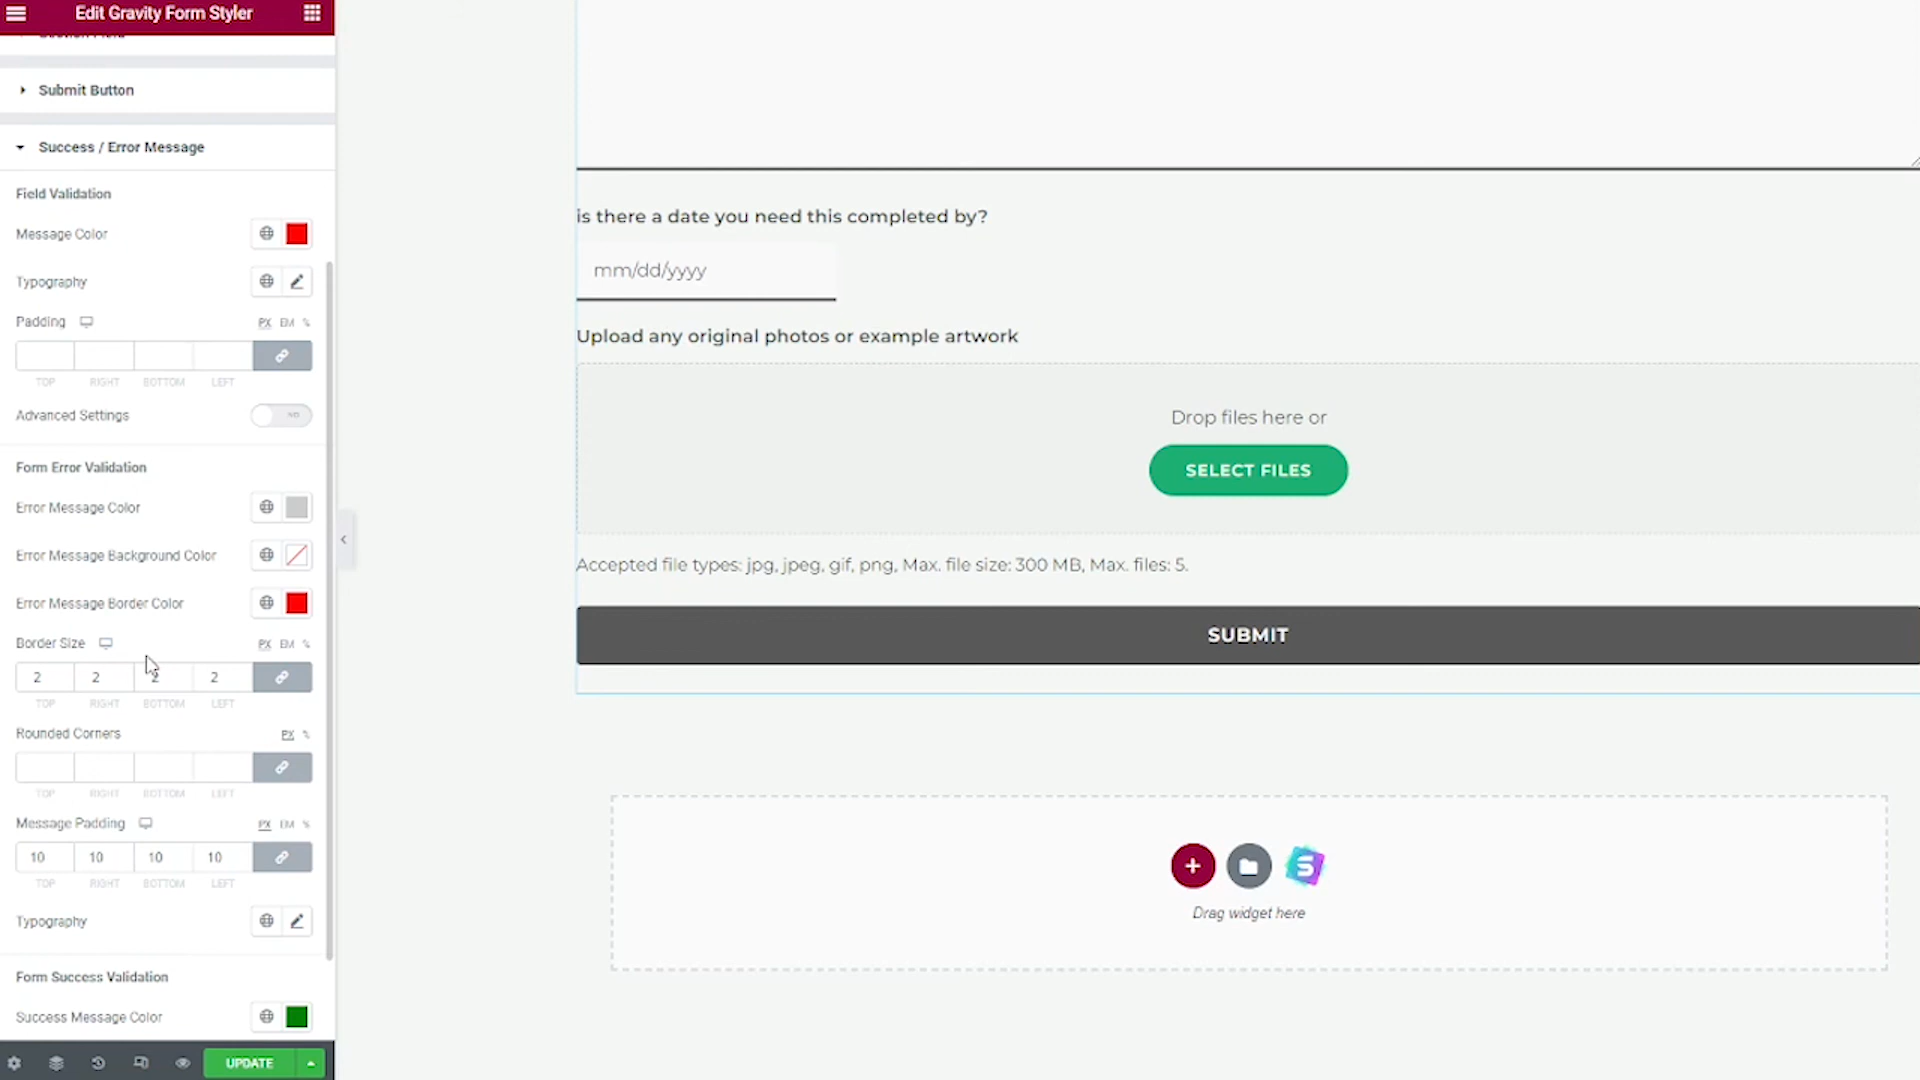 Edit Gravity Form Styler
Section Field
Submit Button
Success / Error Message
Field Validation
Message Color
Typography
Padding PX EM %
TOP RIGHT BOTTOM LEFT
Advanced Settings NO
Form Error Validation
Error Message Color
Error Message Background Color
Error Message Border Color
Border Size PX EM %
2 2 2 2
TOP RIGHT BOTTOM LEFT
Rounded Corners PX %
TOP RIGHT BOTTOM LEFT
Message Padding PX EM %
10 10 10 10
TOP RIGHT BOTTOM LEFT
Typography
Form Success Validation
Success Message Color
UPDATE
is there a date you need this completed by?
mm/dd/yyyy
Upload any original photos or example artwork
Drop files here or
SELECT FILES
Accepted file types: jpg, jpeg, gif, png, Max. file size: 300 MB, Max. files: 5.
SUBMIT
Drag widget here